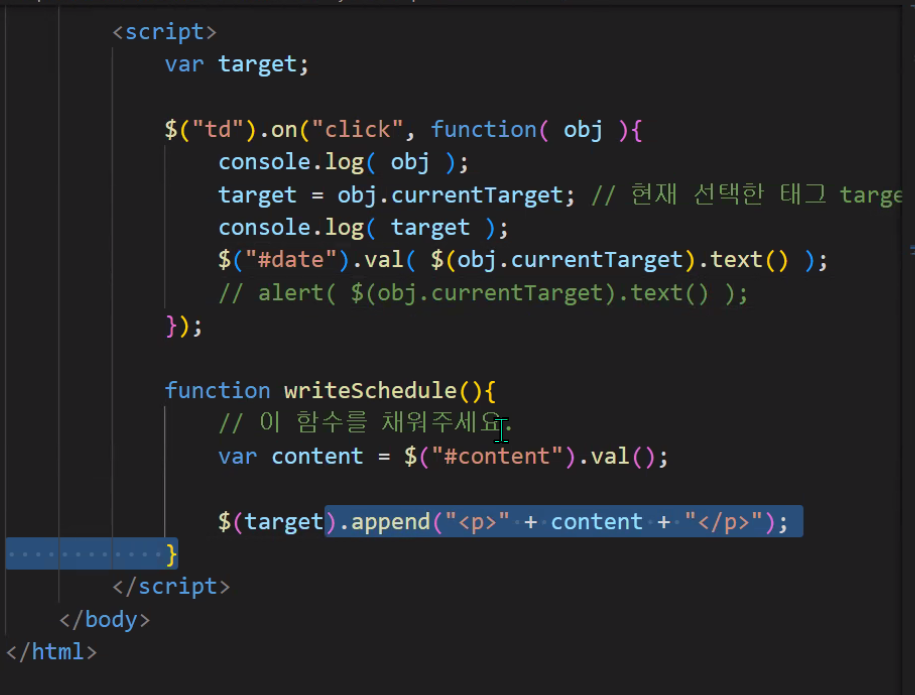 <script>
var target;
$("td").on("click", function( obj ){
console.log( obj );
target = obj.currentTarget; // 현재 선택한 태그 targe
console.log( target );
$("#date").val( $(obj.currentTarget).text() );
// alert( $(obj.currentTarget).text() );
});
function writeSchedule(){
// 이 함수를 채워주세요.
var content = $("#content").val();
$(target).append("<p>" + content + "</p>");
}
</script>
</body>
</html>